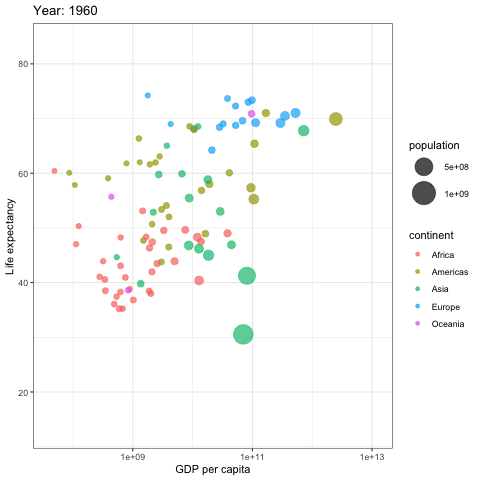 Year: 1960
80
60
40
20
1e+09
1e+11
1e+13
GDP per capita
Life expectancy
population
5e+08
1e+09
continent
Africa
Americas
Asia
Europe
Oceania